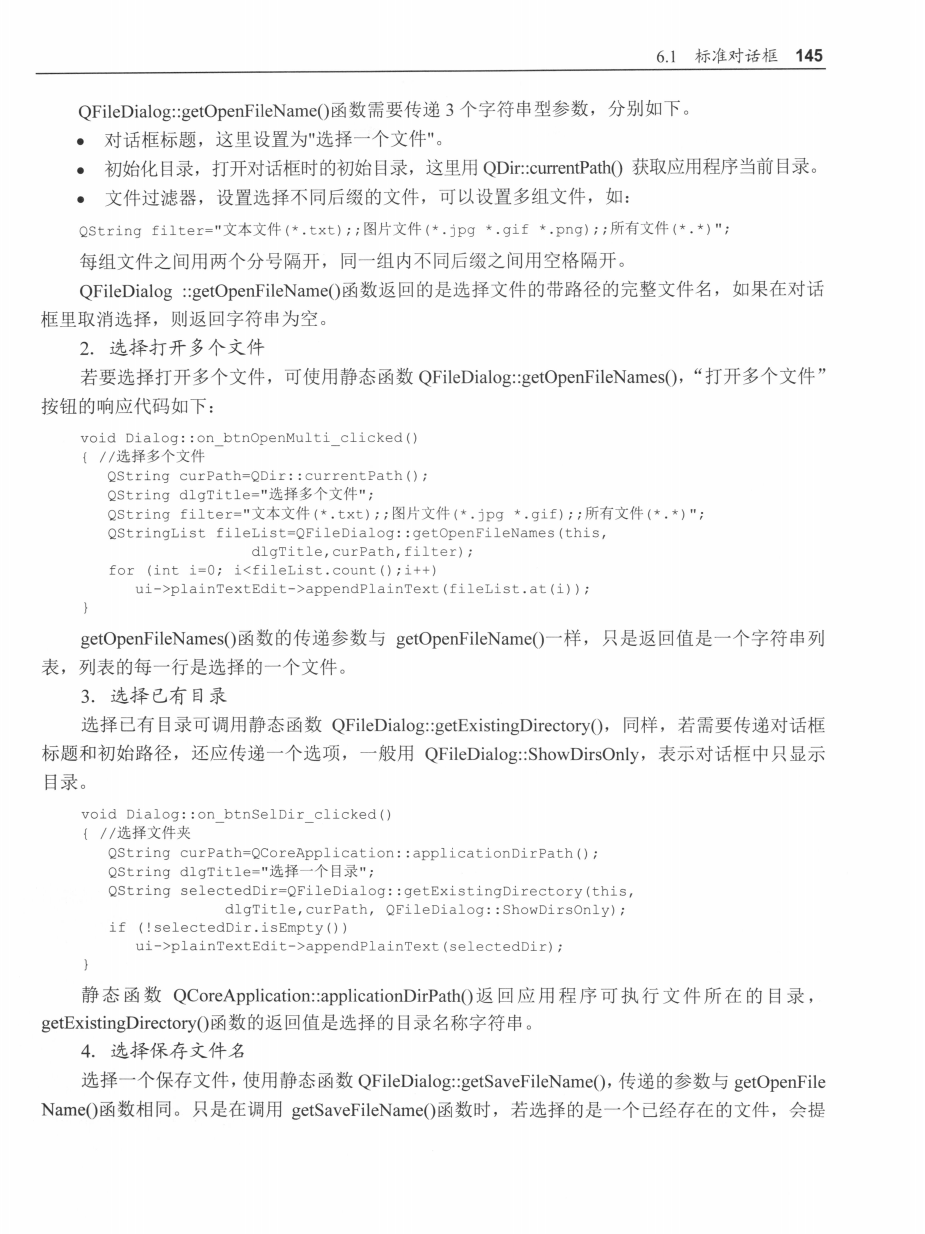 6.1 标准对话框 145
QFileDialog::getOpenFileName()函数需要传递 3 个字符串型参数，分别如下。
● 对话框标题，这里设置为"选择一个文件"。
● 初始化目录，打开对话框时的初始目录，这里用 QDir::currentPath() 获取应用程序当前目录。
● 文件过滤器，设置选择不同后缀的文件，可以设置多组文件，如：
QString filter="文本文件(*.txt);;图片文件(*.jpg *.gif *.png);;所有文件(*.*)";
每组文件之间用两个分号隔开，同一组内不同后缀之间用空格隔开。
QFileDialog ::getOpenFileName()函数返回的是选择文件的带路径的完整文件名，如果在对话
框里取消选择，则返回字符串为空。
2．选择打开多个文件
若要选择打开多个文件，可使用静态函数 QFileDialog::getOpenFileNames()，“打开多个文件”
按钮的响应代码如下：
void Dialog::on_btnOpenMulti_clicked()
{ //选择多个文件
QString curPath=QDir::currentPath();
QString dlgTitle="选择多个文件";
QString filter="文本文件(*.txt);;图片文件(*.jpg *.gif);;所有文件(*.*)";
QStringList fileList=QFileDialog::getOpenFileNames(this,
dlgTitle,curPath,filter);
for (int i=0; i<fileList.count();i++)
ui->plainTextEdit->appendPlainText(fileList.at(i));
}
getOpenFileNames()函数的传递参数与 getOpenFileName()一样，只是返回值是一个字符串列
表，列表的每一行是选择的一个文件。
3．选择已有目录
选择已有目录可调用静态函数 QFileDialog::getExistingDirectory()，同样，若需要传递对话框
标题和初始路径，还应传递一个选项，一般用 QFileDialog::ShowDirsOnly，表示对话框中只显示
目录。
void Dialog::on_btnSelDir_clicked()
{ //选择文件夹
QString curPath=QCoreApplication::applicationDirPath();
QString dlgTitle="选择一个目录";
QString selectedDir=QFileDialog::getExistingDirectory(this,
dlgTitle,curPath, QFileDialog::ShowDirsOnly);
if (!selectedDir.isEmpty())
ui->plainTextEdit->appendPlainText(selectedDir);
}
静态函数 QCoreApplication::applicationDirPath()返回应用程序可执行文件所在的目录，
getExistingDirectory()函数的返回值是选择的目录名称字符串。
4．选择保存文件名
选择一个保存文件，使用静态函数 QFileDialog::getSaveFileName()，传递的参数与 getOpenFile
Name()函数相同。只是在调用 getSaveFileName()函数时，若选择的是一个已经存在的文件，会提